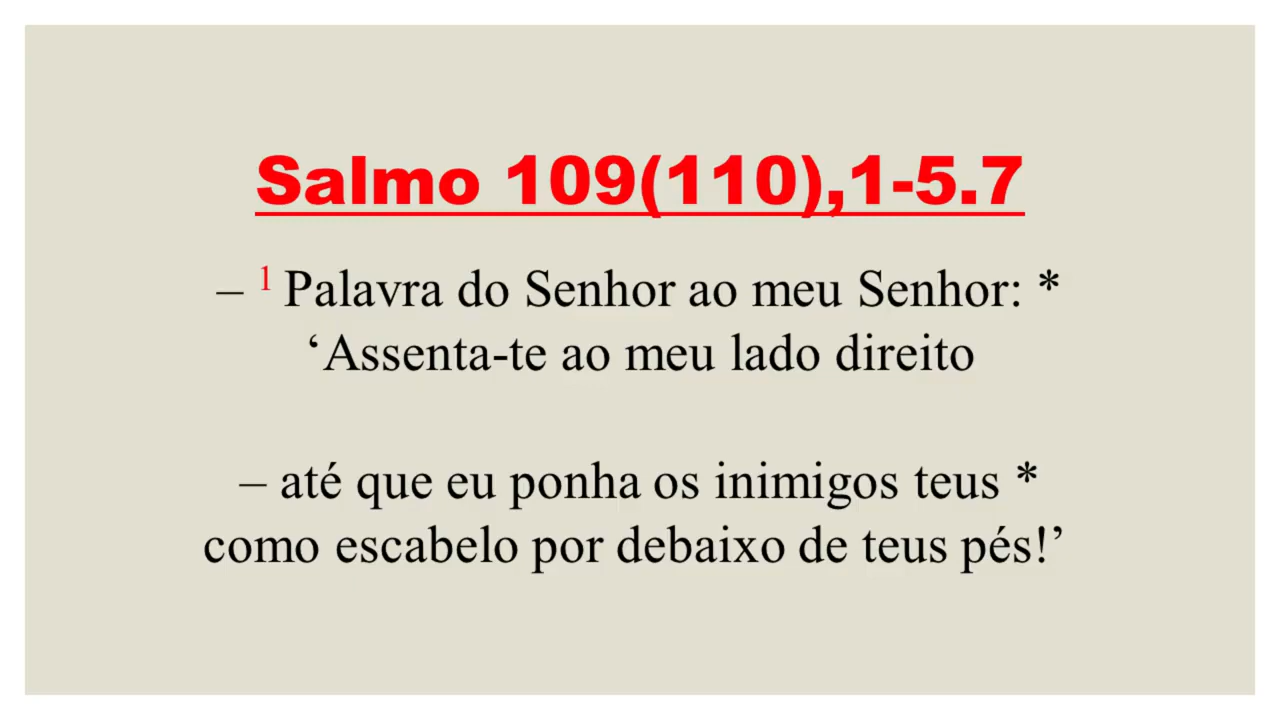 Salmo 109(110),1-5.7
– ¹ Palavra do Senhor ao meu Senhor: *
‘Assenta-te ao meu lado direito
– até que eu ponha os inimigos teus *
como escabelo por debaixo de teus pés!’